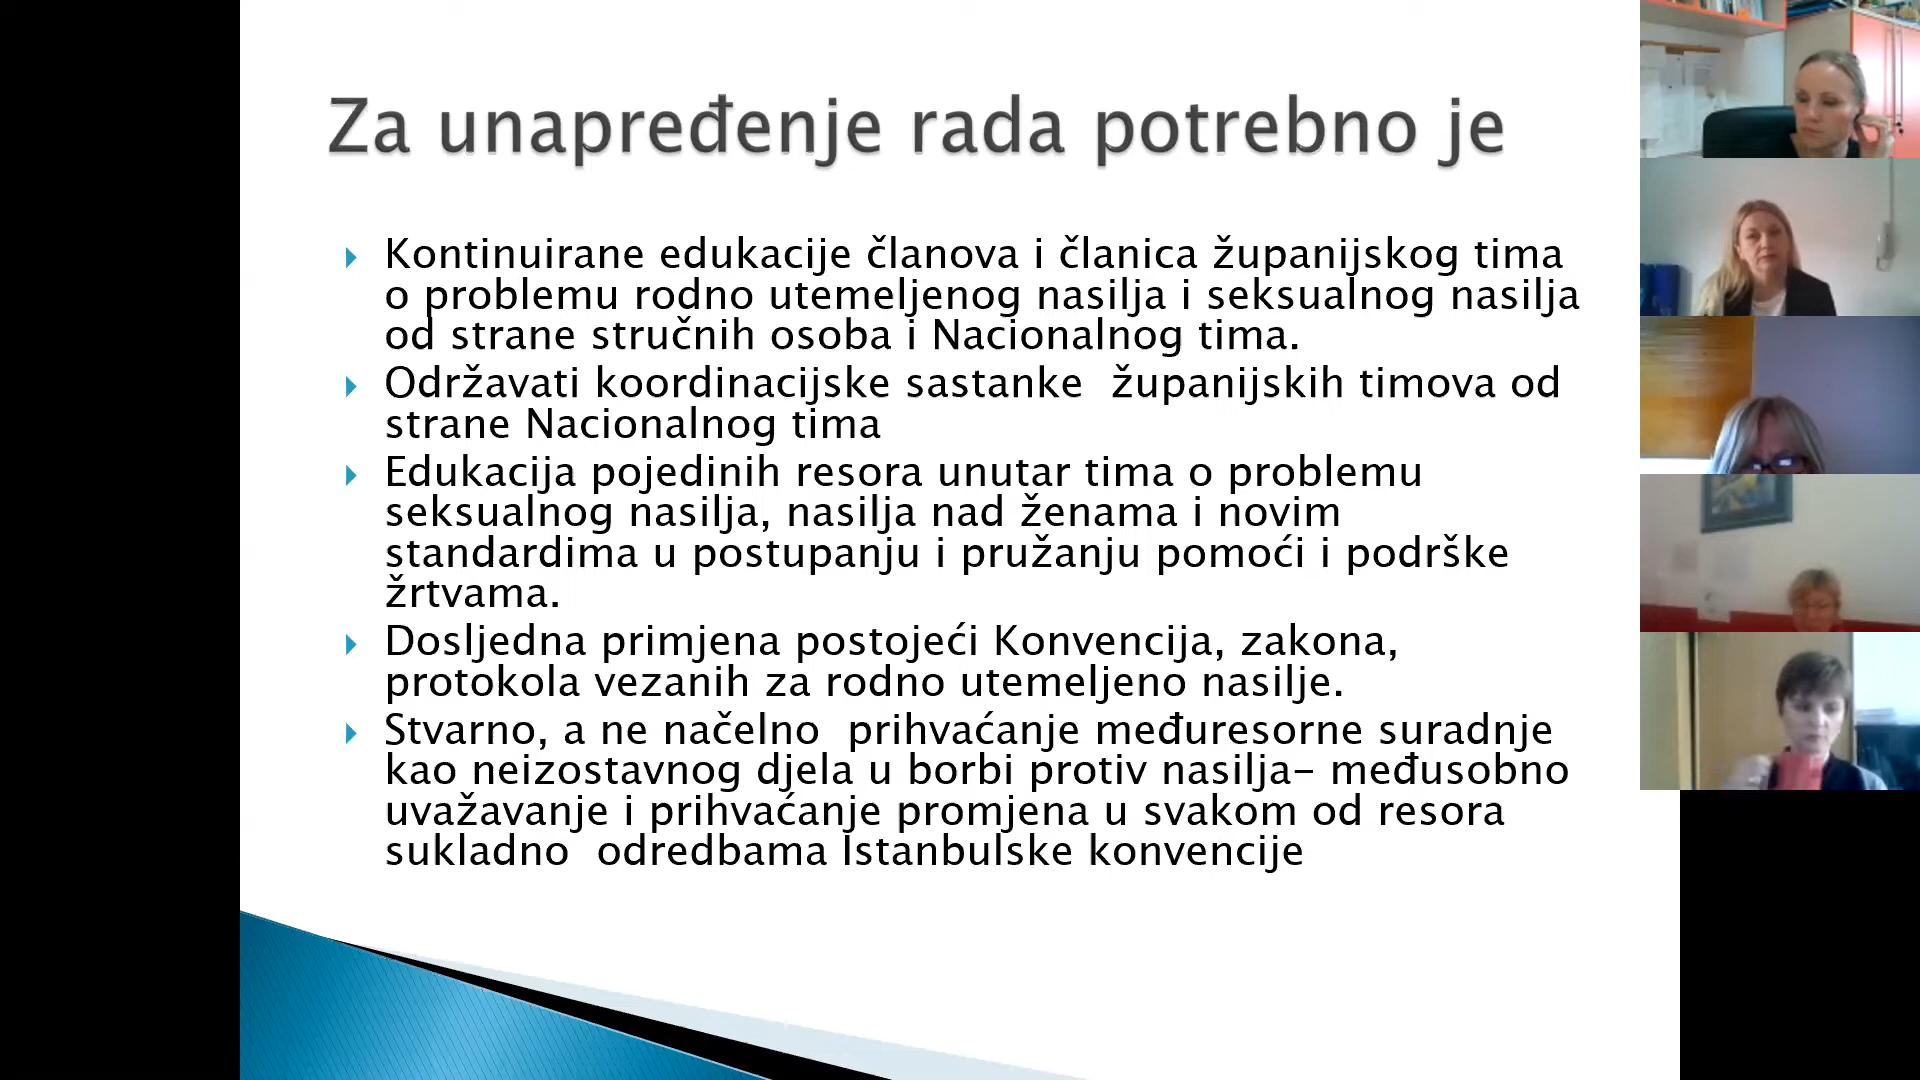 Za unapređenje rada potrebno je
Kontinuirane edukacije članova i članica županijskog tima
o problemu rodno utemeljenog nasilja i seksualnog nasilja
od strane stručnih osoba i Nacionalnog tima.
Održavati koordinacijske sastanke  županijskih timova od
strane Nacionalnog tima
Edukacija pojedinih resora unutar tima o problemu
seksualnog nasilja, nasilja nad ženama i novim
standardima u postupanju i pružanju pomoći i podrške
žrtvama.
Dosljedna primjena postojeći Konvencija, zakona,
protokola vezanih za rodno utemeljeno nasilje.
Stvarno, a ne načelno  prihvaćanje međuresorne suradnje
kao neizostavnog djela u borbi protiv nasilja– međusobno
uvažavanje i prihvaćanje promjena u svakom od resora
sukladno  odredbama Istanbulske konvencije